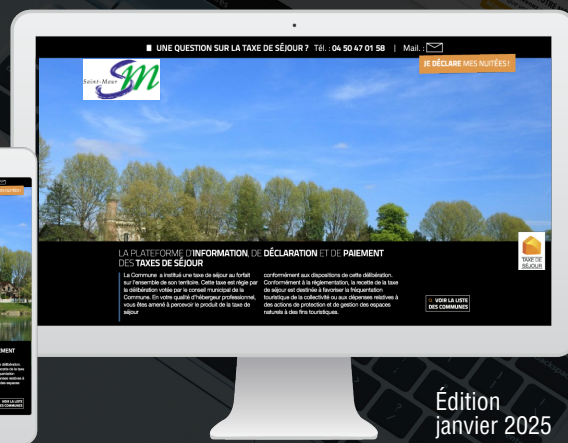 UNE QUESTION SUR LA TAXE DE SÉJOUR ? Tél. : 04 50 47 01 58 | Mail. :
JE DÉCLARE MES NUITÉES !
Saint-Maur
SM
LA PLATEFORME D'INFORMATION, DE DÉCLARATION ET DE PAIEMENT
DES TAXES DE SÉJOUR
La Commune a institué une taxe de séjour au forfait
sur l'ensemble de son territoire. Cette taxe est régie par
la délibération votée par le conseil municipal de la
Commune. En votre qualité d'hébergeur professionnel,
vous êtes amené à percevoir le produit de la taxe de
séjour
conformément aux dispositions de cette délibération.
Conformément à la réglementation, la recette de la taxe
de séjour est destinée à favoriser la fréquentation
touristique de la collectivité ou aux dépenses relatives à
des actions de protection et de gestion des espaces
naturels à des fins touristiques.
TAXE DE
SÉJOUR
VOIR LA LISTE
DES COMMUNES
EMENT
VOIR LA LISTE
DES COMMUNES
Édition
janvier 2025